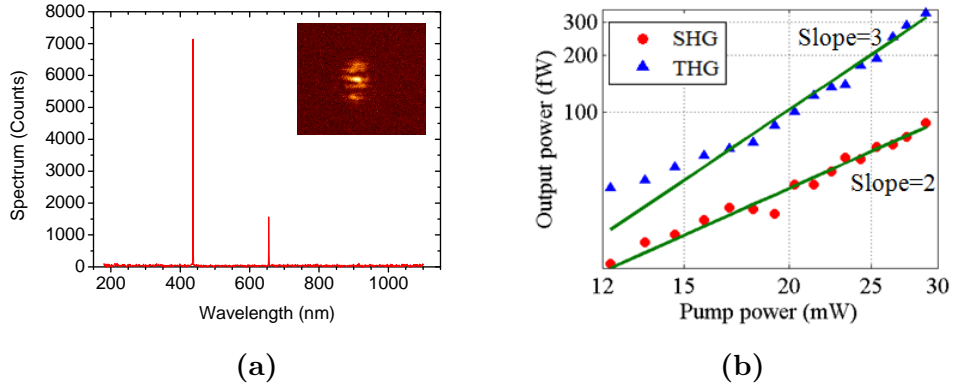 8000
7000
6000
5000
4000
3000
2000
1000
0
Spectrum (Counts)
200 400 600 800 1000
Wavelength (nm)
(a)
300
200
100
Output power (fW)
SHG
THG
Slope=3
Slope=2
12 15 20 30
Pump power (mW)
(b)